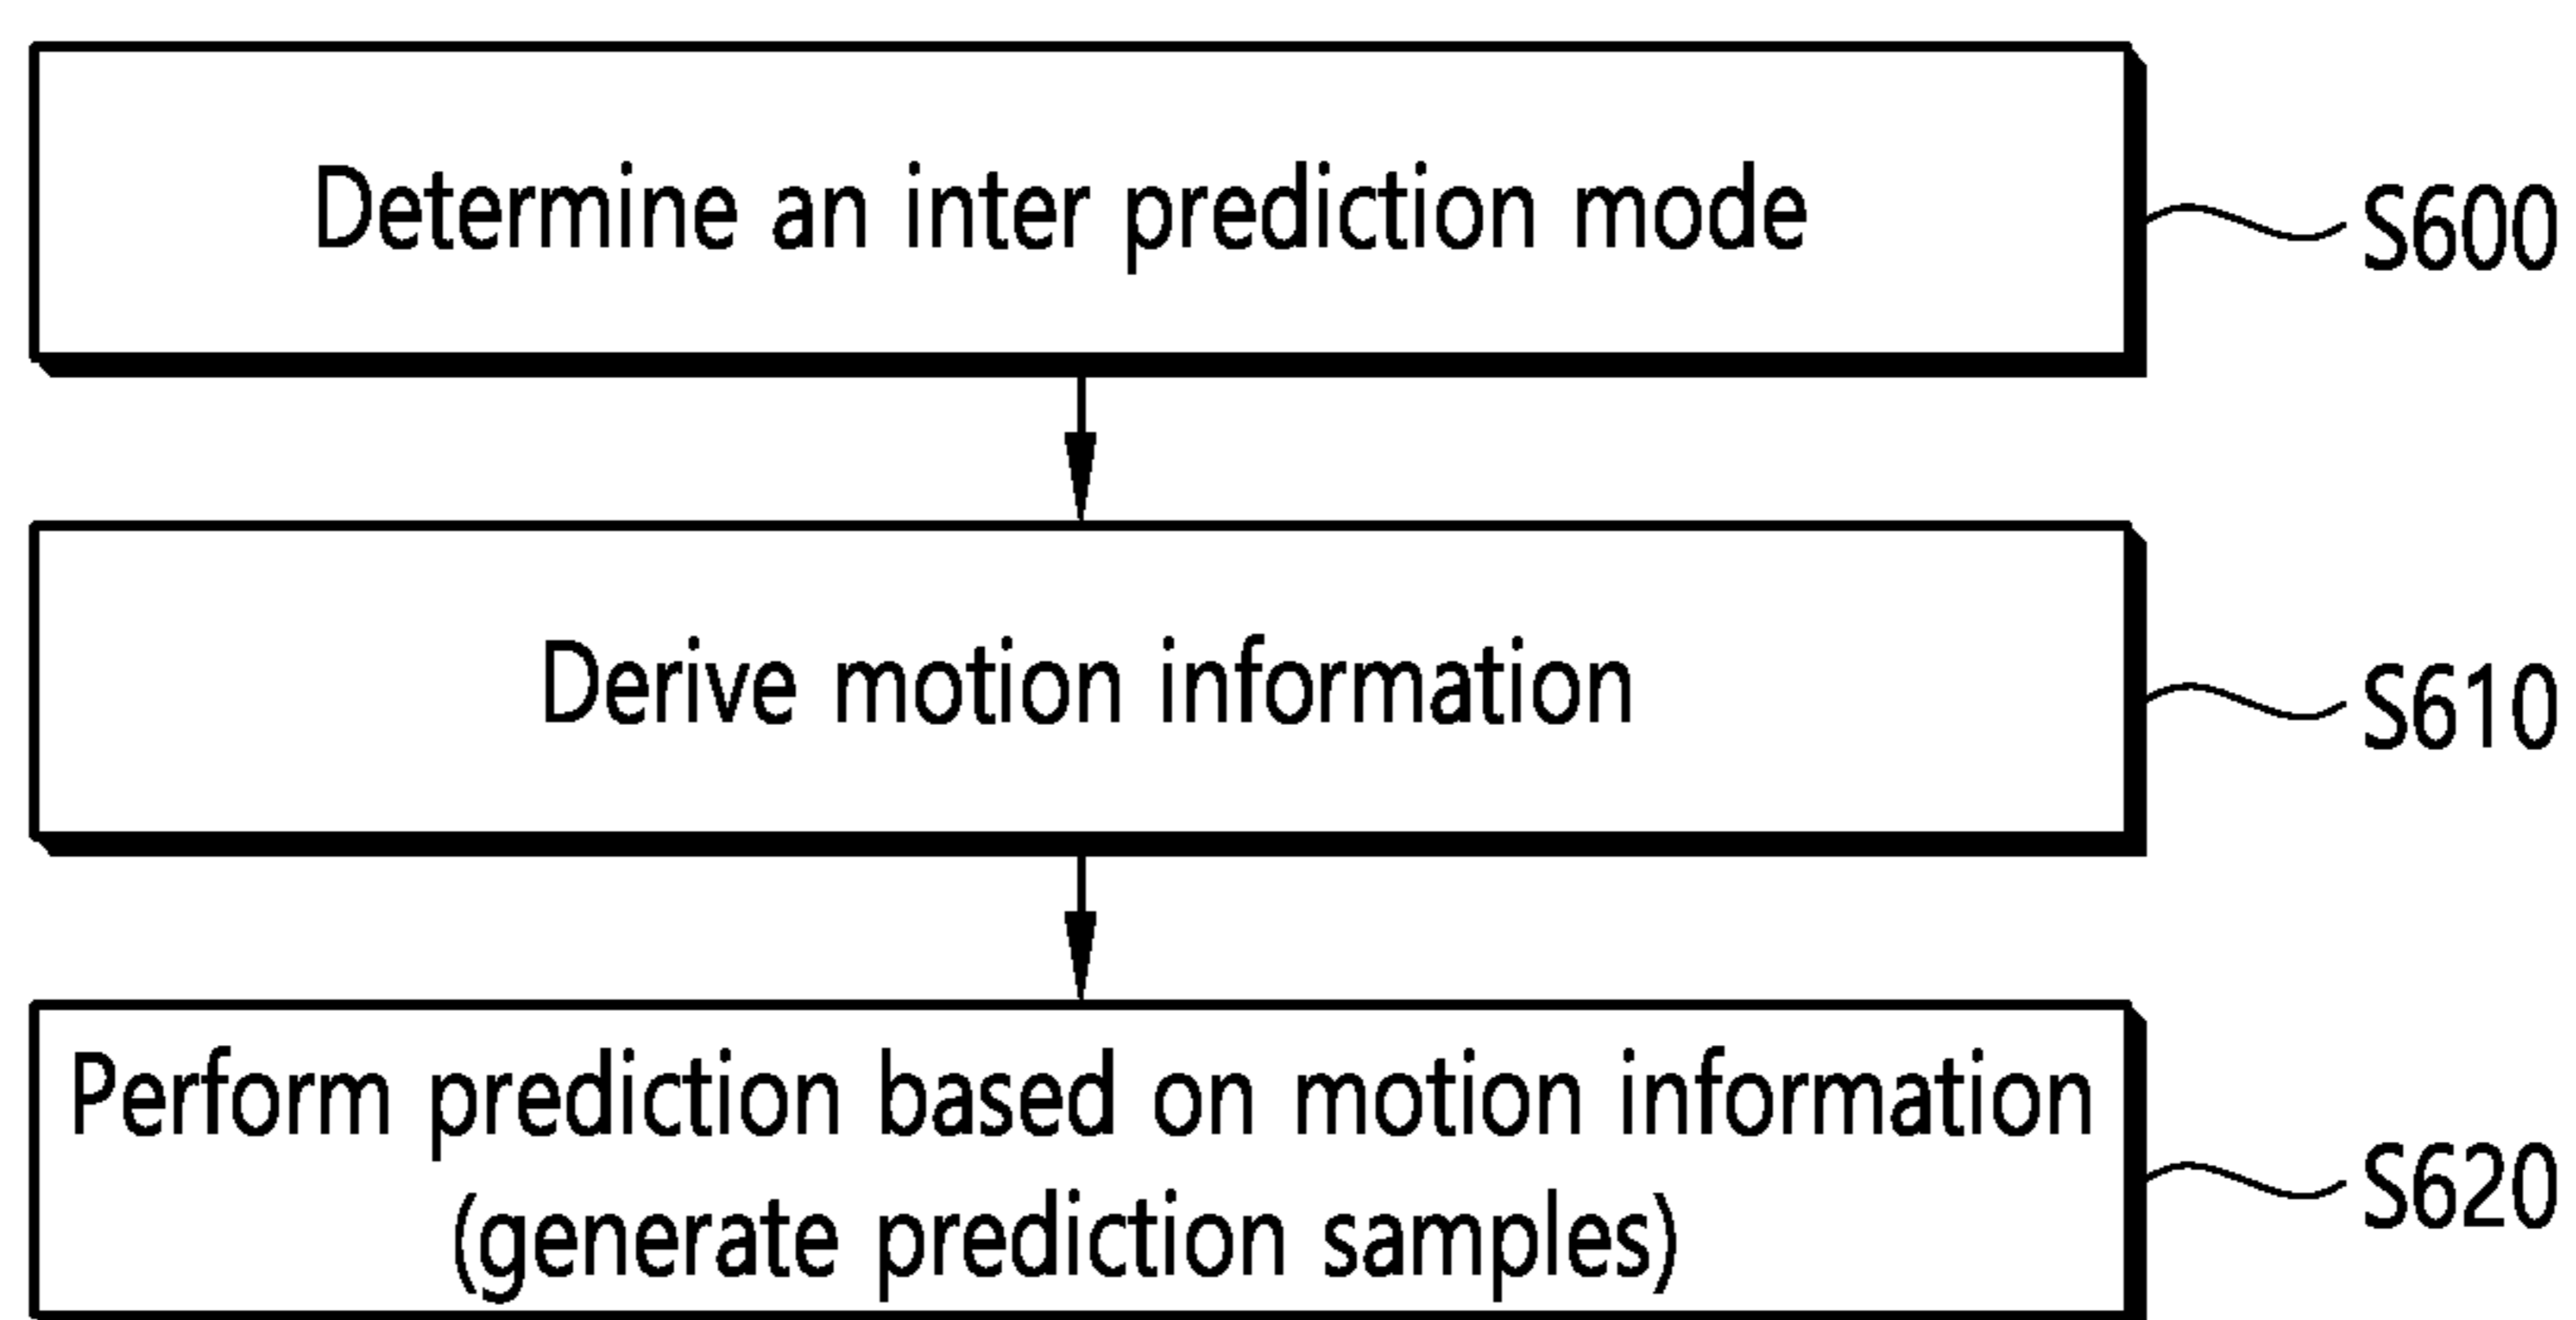 Determine an inter prediction mode
S600
Derive motion information
S610
Perform prediction based on motion information
(generate prediction samples)
S620